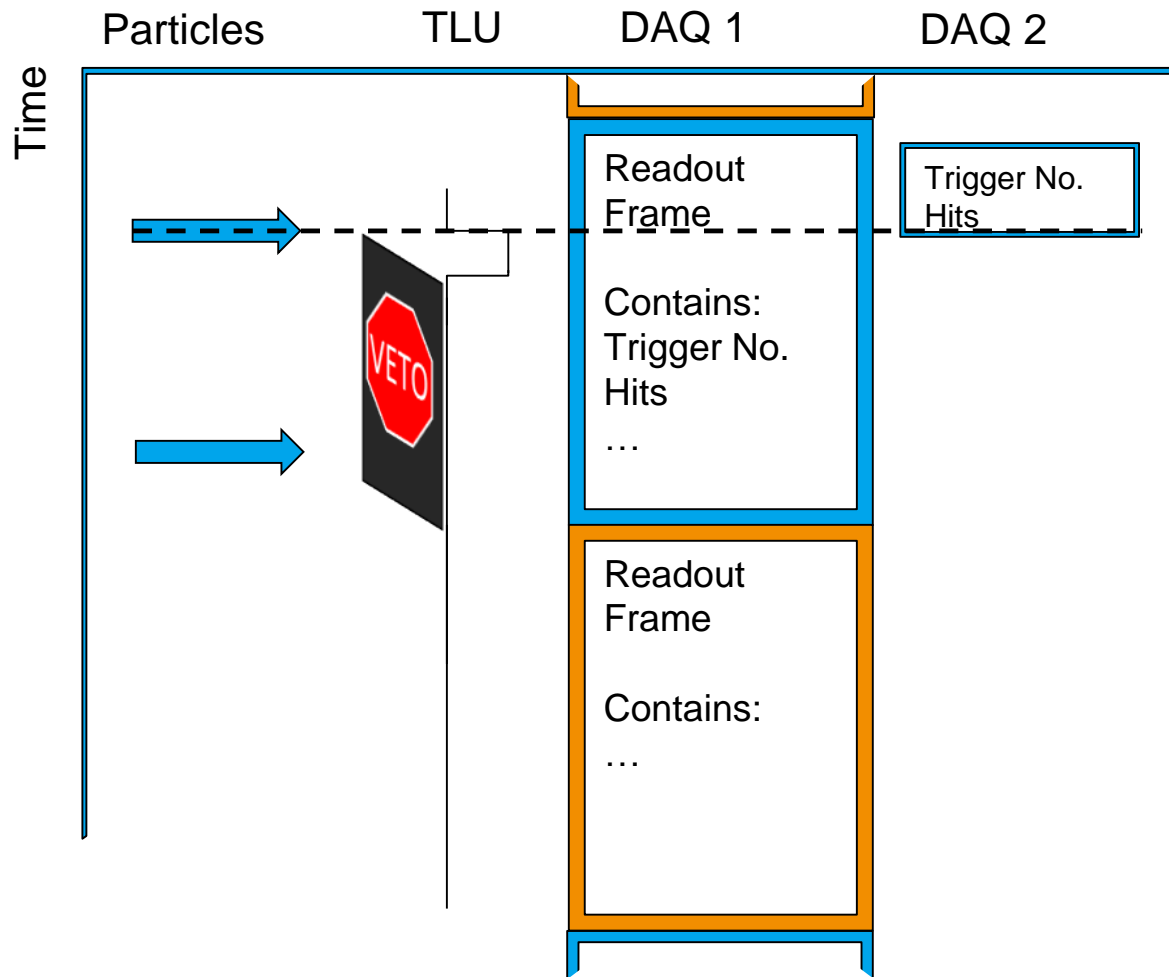 Particles
TLU
DAQ 1
DAQ 2
Time
Readout
Frame
Contains:
Trigger No.
Hits
…
Trigger No.
Hits
VETO
Readout
Frame
Contains:
…